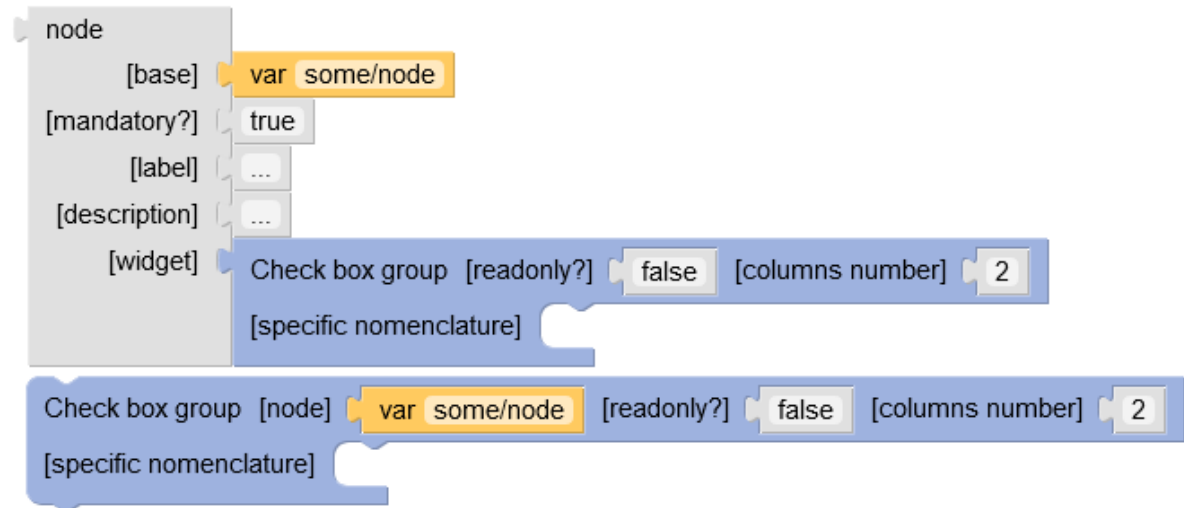 node
[base] var some/node
[mandatory?] true
[label] ...
[description] ...
[widget] Check box group [readonly?] false [columns number] 2
[specific nomenclature]
Check box group [node] var some/node [readonly?] false [columns number] 2
[specific nomenclature]